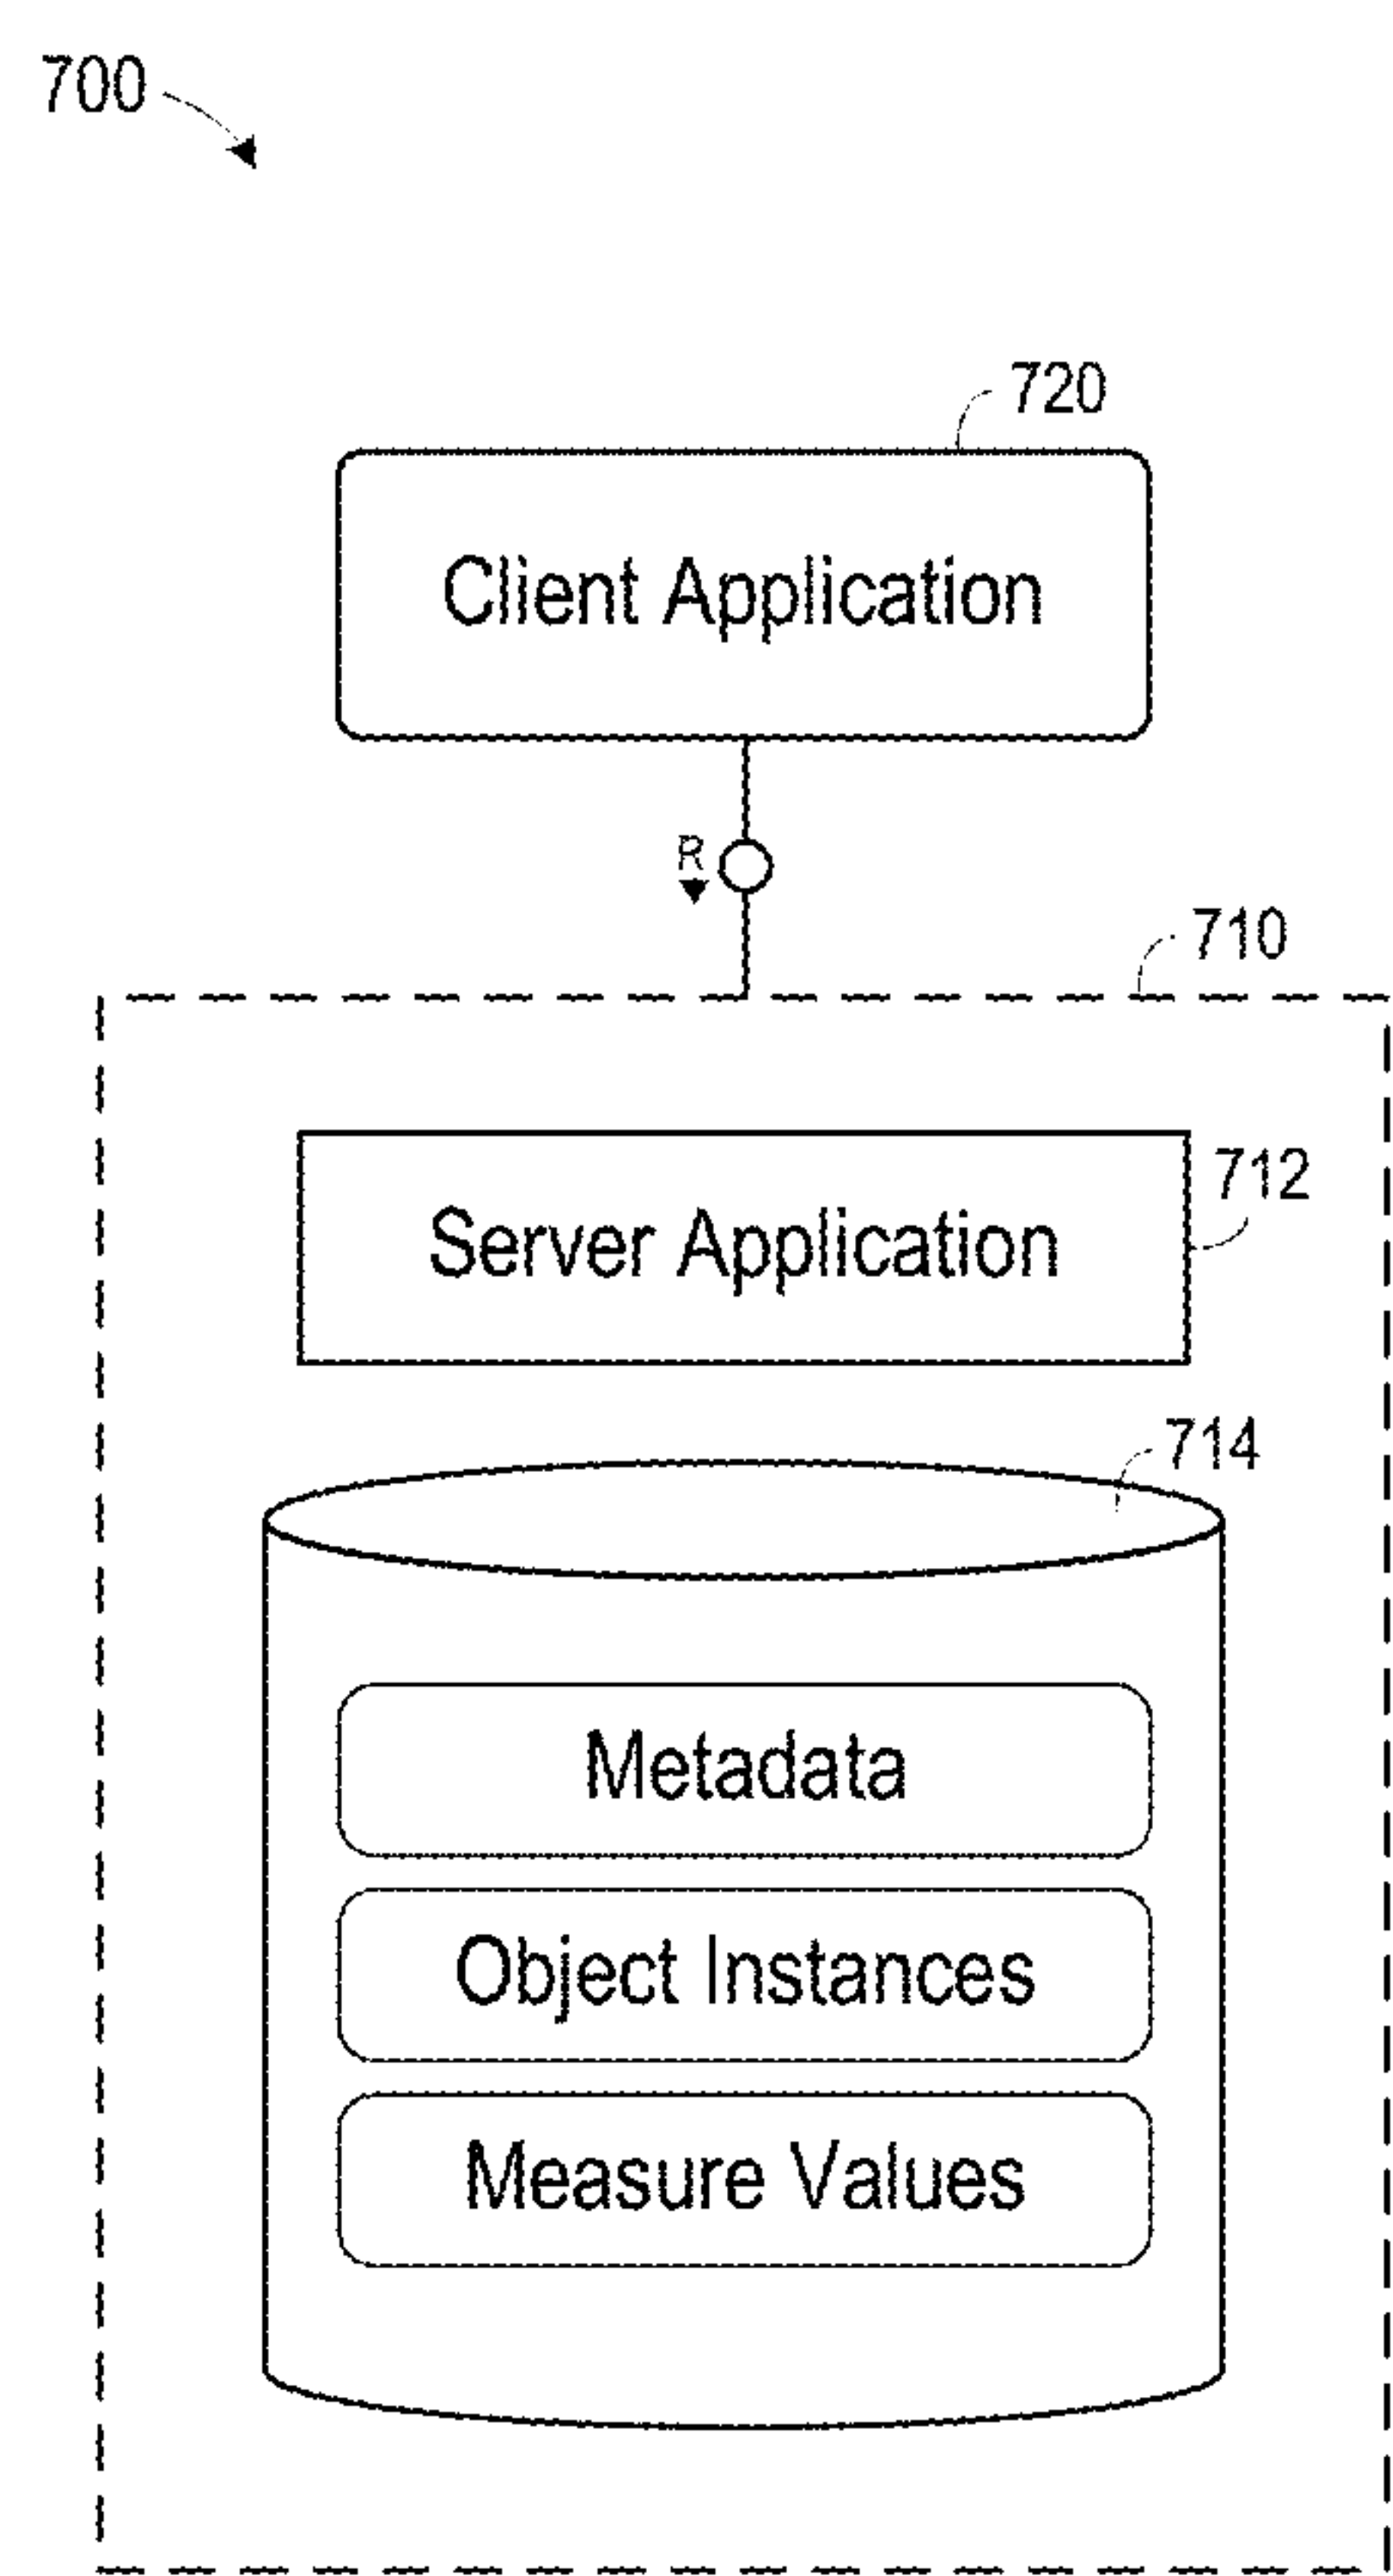 700
720
Client Application
R
710
Server Application
712
714
Metadata
Object Instances
Measure Values